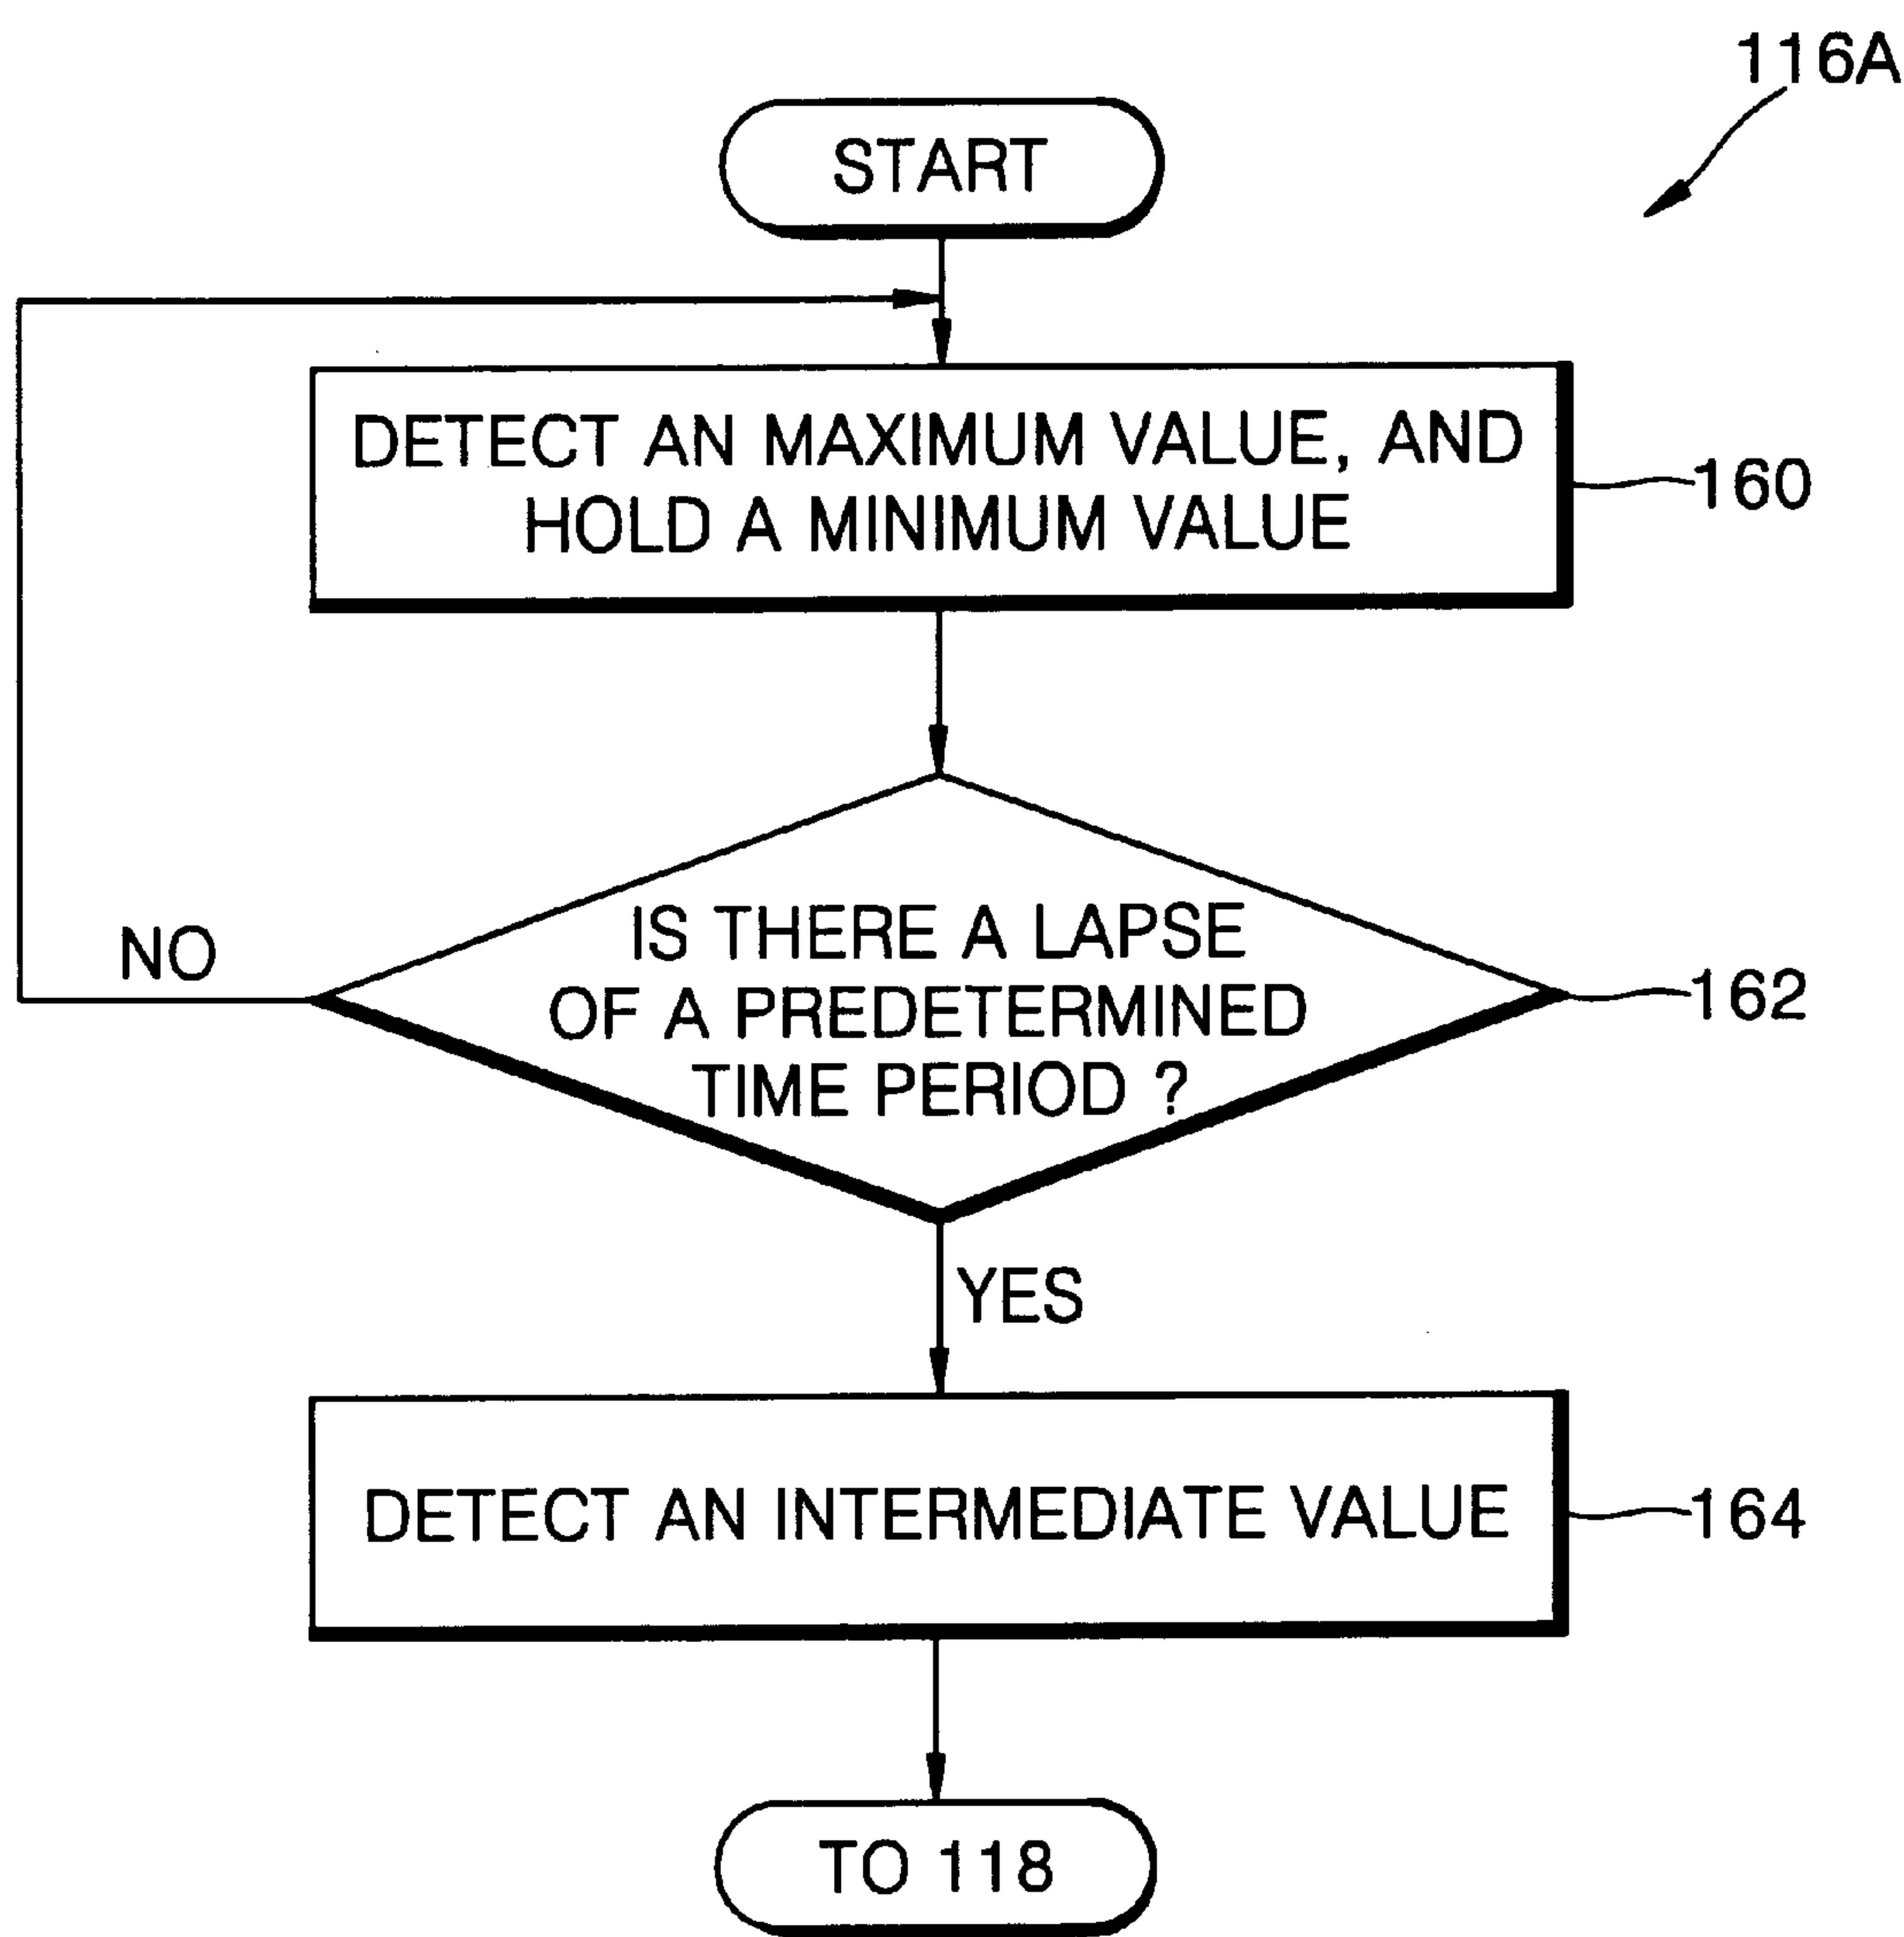 116A
START
DETECT AN MAXIMUM VALUE, AND
HOLD A MINIMUM VALUE
160
IS THERE A LAPSE
OF A PREDETERMINED
TIME PERIOD ?
NO
162
YES
DETECT AN INTERMEDIATE VALUE
164
TO 118